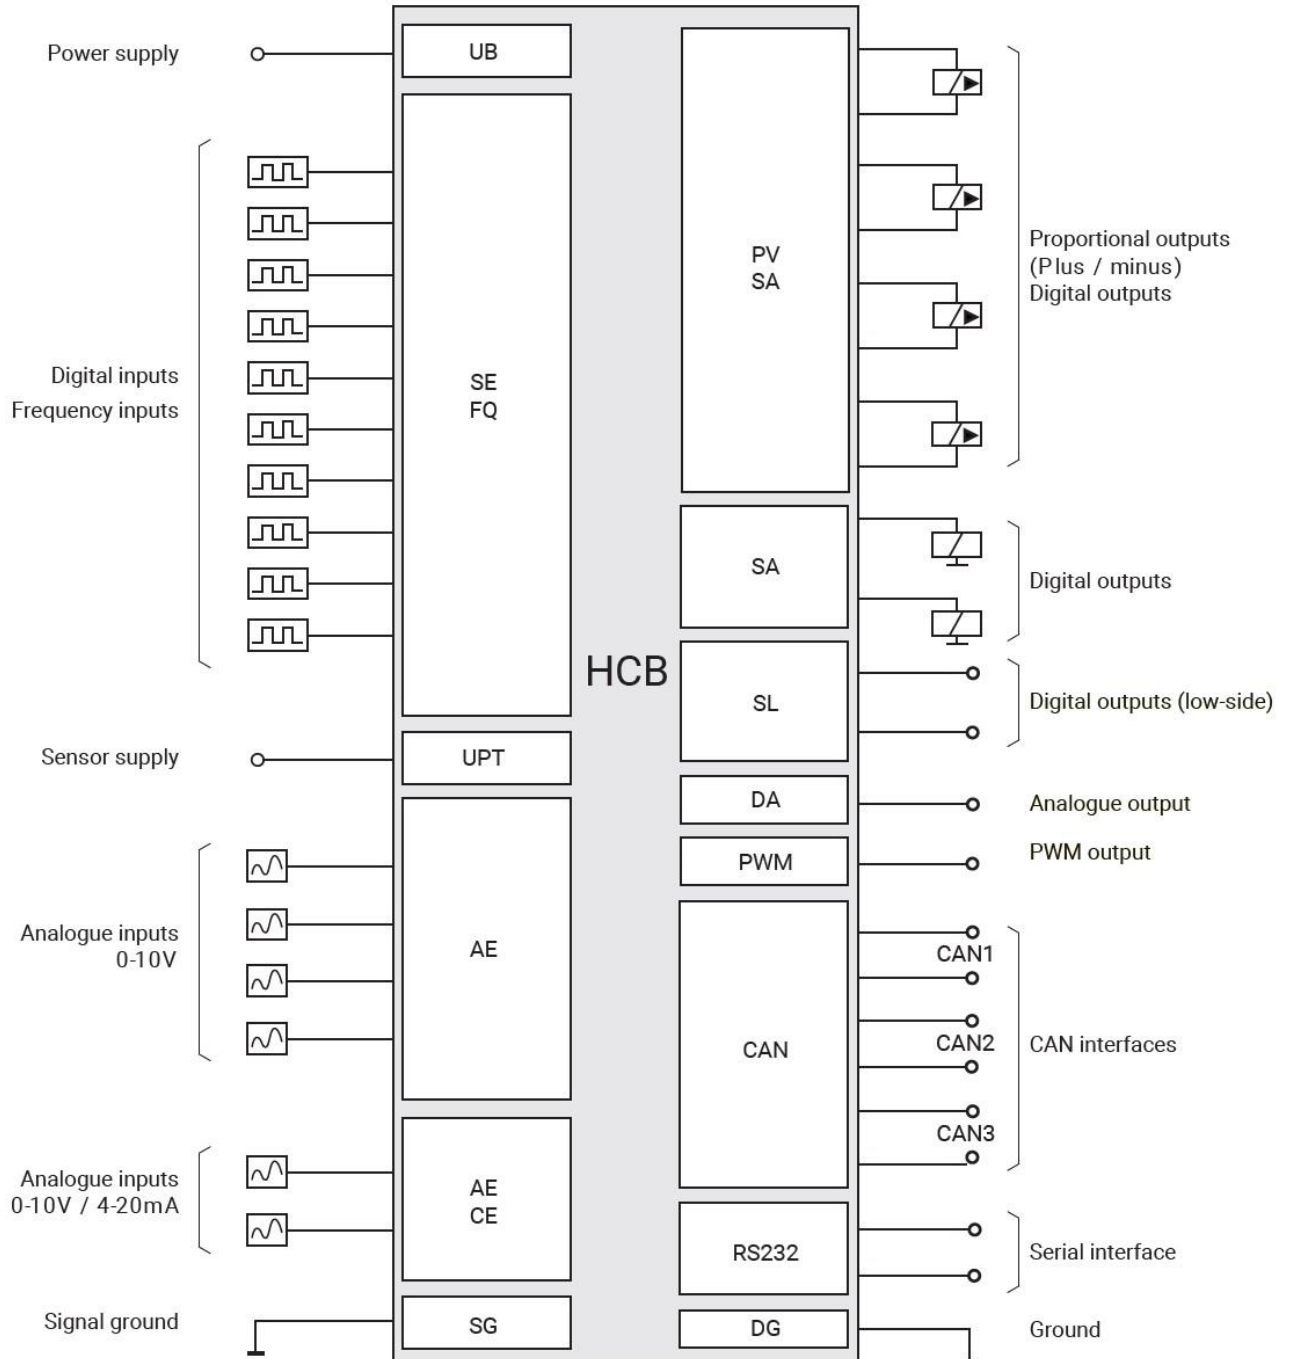 Power supply
UB
Digital inputs
Frequency inputs
SE
FQ
Sensor supply
UPT
Analogue inputs
0-10V
AE
Analogue inputs
0-10V / 4-20mA
AE
CE
Signal ground
SG
HCB
PV
SA
Proportional outputs
(Plus / minus)
Digital outputs
SA
Digital outputs
SL
Digital outputs (low-side)
DA
Analogue output
PWM
PWM output
CAN
CAN1
CAN2
CAN3
CAN interfaces
RS232
Serial interface
DG
Ground